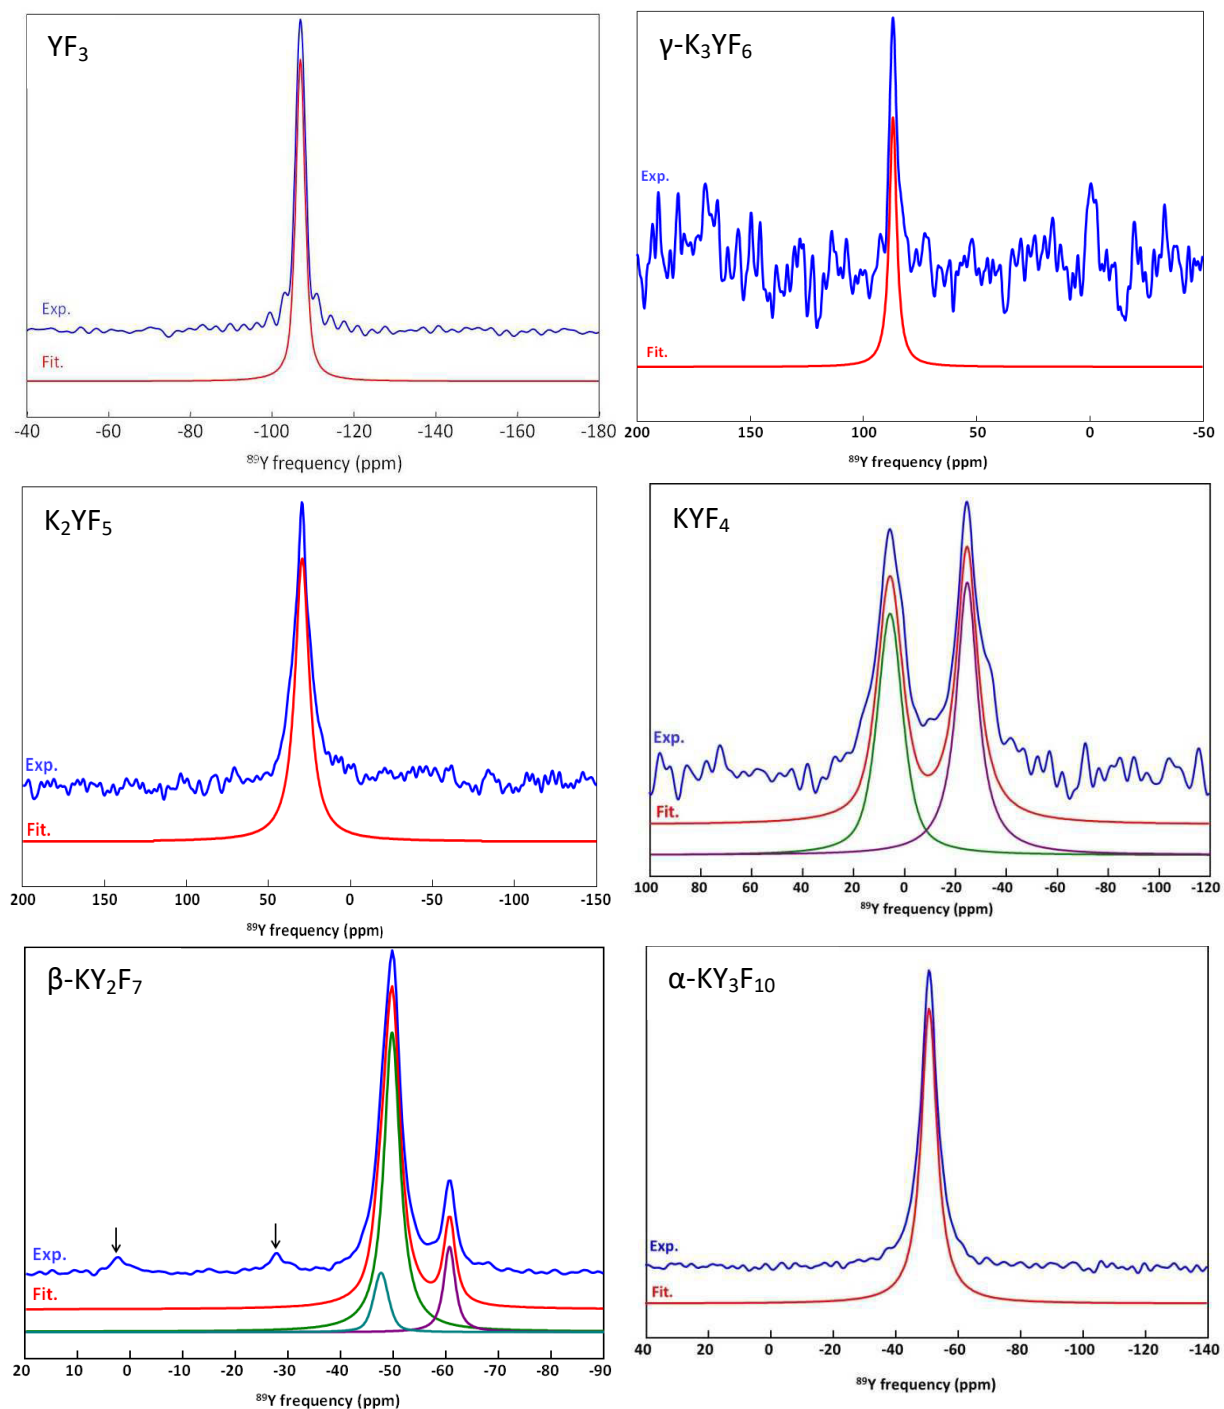 YF₃
Exp.
Fit.
-40 -60 -80 -100 -120 -140 -160 -180
⁸⁹Y frequency (ppm)
γ-K₃YF₆
Exp.
Fit.
200 150 100 50 0 -50
⁸⁹Y frequency (ppm)
K₂YF₅
Exp.
Fit.
200 150 100 50 0 -50 -100 -150
⁸⁹Y frequency (ppm)
KYF₄
Exp.
Fit.
100 80 60 40 20 0 -20 -40 -60 -80 -100 -120
⁸⁹Y frequency (ppm)
β-KY₂F₇
Exp.
Fit.
20 10 0 -10 -20 -30 -40 -50 -60 -70 -80 -90
⁸⁹Y frequency (ppm)
α-KY₃F₁₀
Exp.
Fit.
40 20 0 -20 -40 -60 -80 -100 -120 -140
⁸⁹Y frequency (ppm)